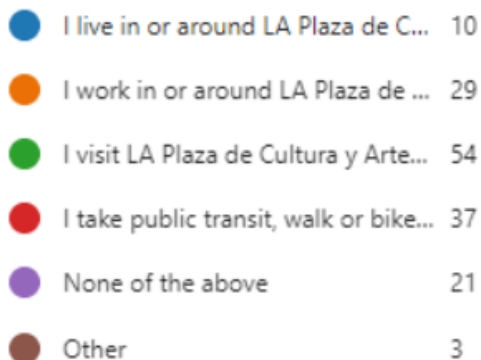 I live in or around LA Plaza de C... 10
I work in or around LA Plaza de ... 29
I visit LA Plaza de Cultura y Arte... 54
I take public transit, walk or bike... 37
None of the above 21
Other 3